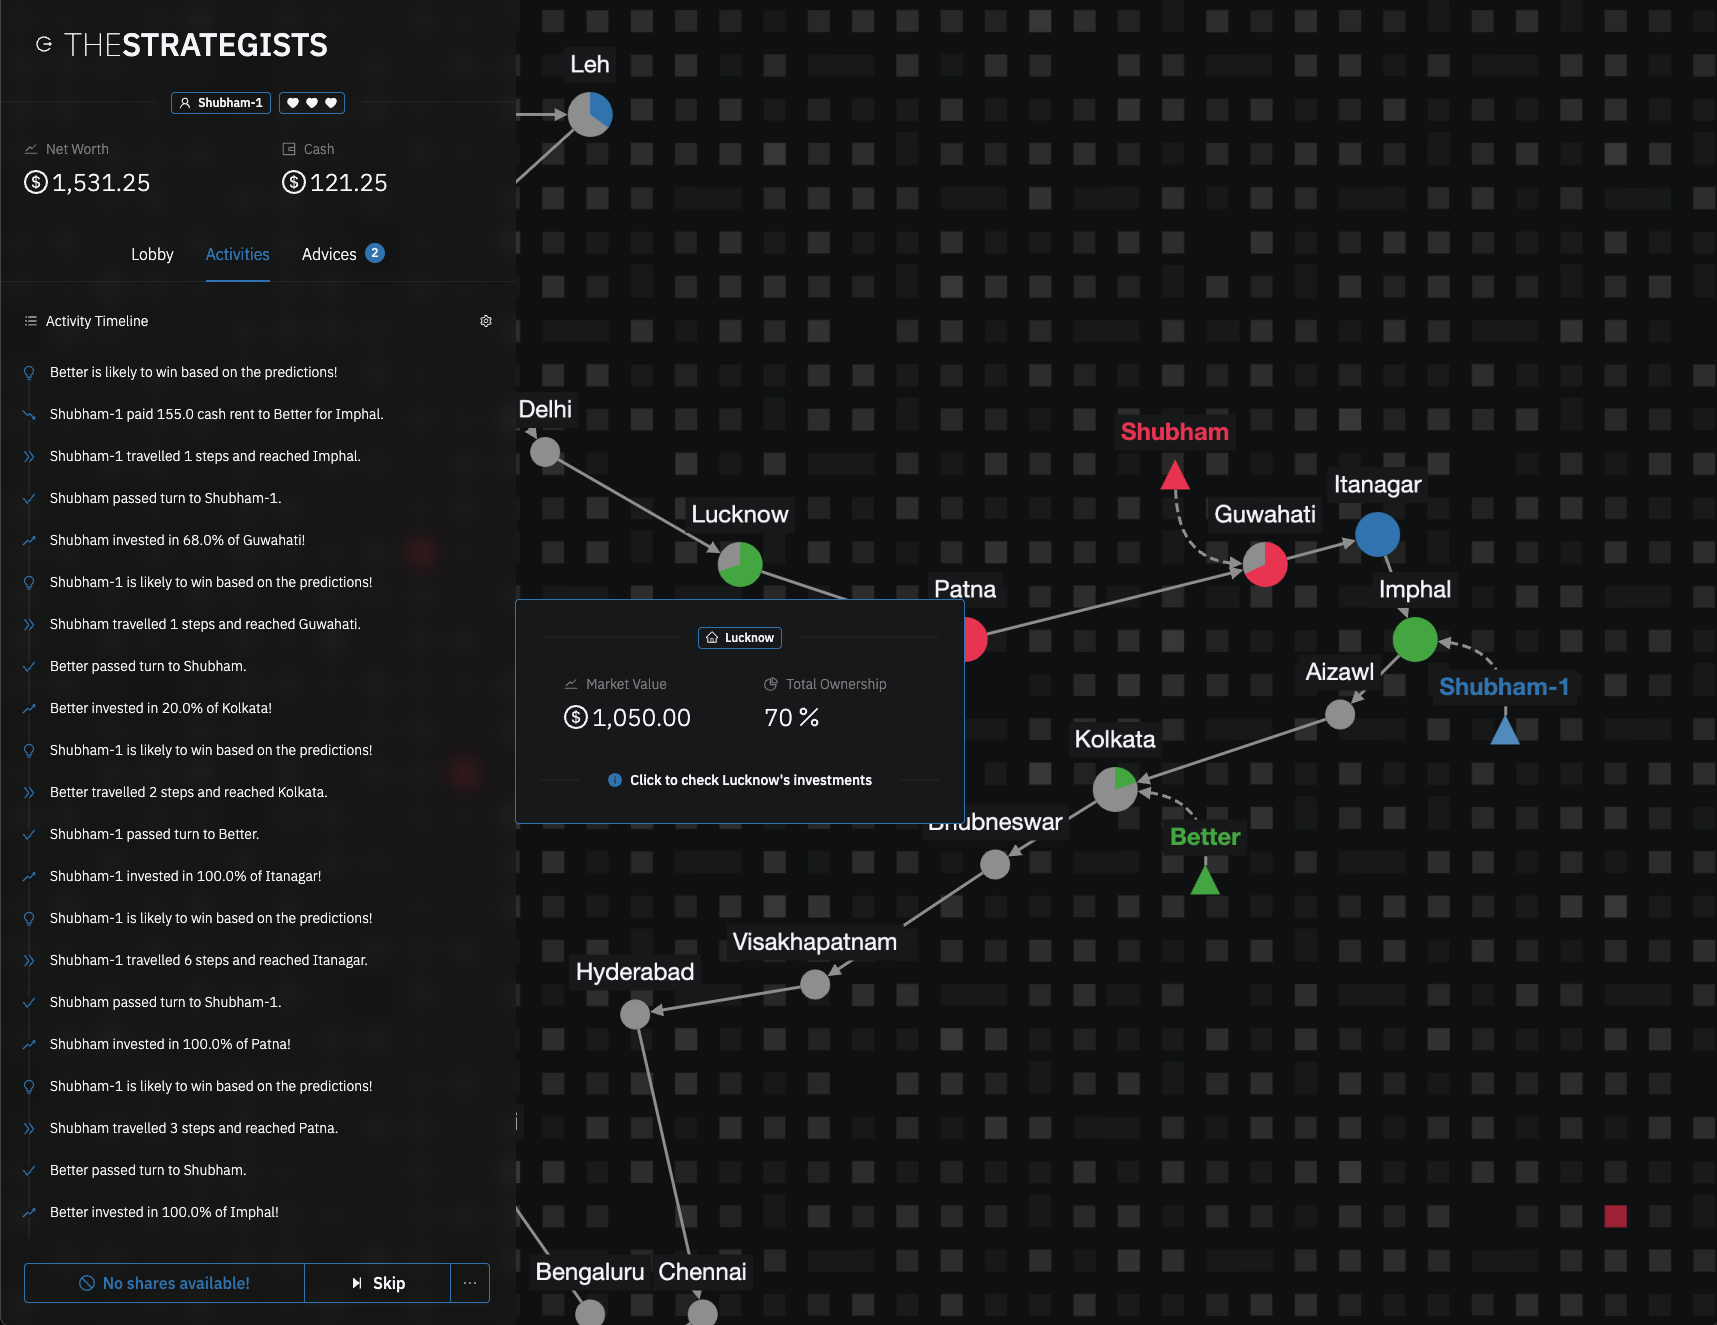 THESTRATEGISTS
Shubham-1
Net Worth
Cash
$1,531.25
$121.25
Lobby
Activities
Advices 2
Activity Timeline
Better is likely to win based on the predictions!
Shubham-1 paid 155.0 cash rent to Better for Imphal.
Shubham-1 travelled 1 steps and reached Imphal.
Shubham passed turn to Shubham-1.
Shubham invested in 68.0% of Guwahati!
Shubham-1 is likely to win based on the predictions!
Shubham travelled 1 steps and reached Guwahati.
Better passed turn to Shubham.
Better invested in 20.0% of Kolkata!
Shubham-1 is likely to win based on the predictions!
Better travelled 2 steps and reached Kolkata.
Shubham-1 passed turn to Better.
Shubham-1 invested in 100.0% of Itanagar!
Shubham-1 is likely to win based on the predictions!
Shubham-1 travelled 6 steps and reached Itanagar.
Shubham passed turn to Shubham-1.
Shubham invested in 100.0% of Patna!
Shubham-1 is likely to win based on the predictions!
Shubham travelled 3 steps and reached Patna.
Better passed turn to Shubham.
Better invested in 100.0% of Imphal!
No shares available!
Skip
...
Leh
Delhi
Shubham
Itanagar
Lucknow
Guwahati
Patna
Imphal
Lucknow
Market Value
Total Ownership
$1,050.00
70 %
Click to check Lucknow's investments
Aizawl
Shubham-1
Kolkata
Bhubneswar
Better
Visakhapatnam
Hyderabad
Bengaluru
Chennai